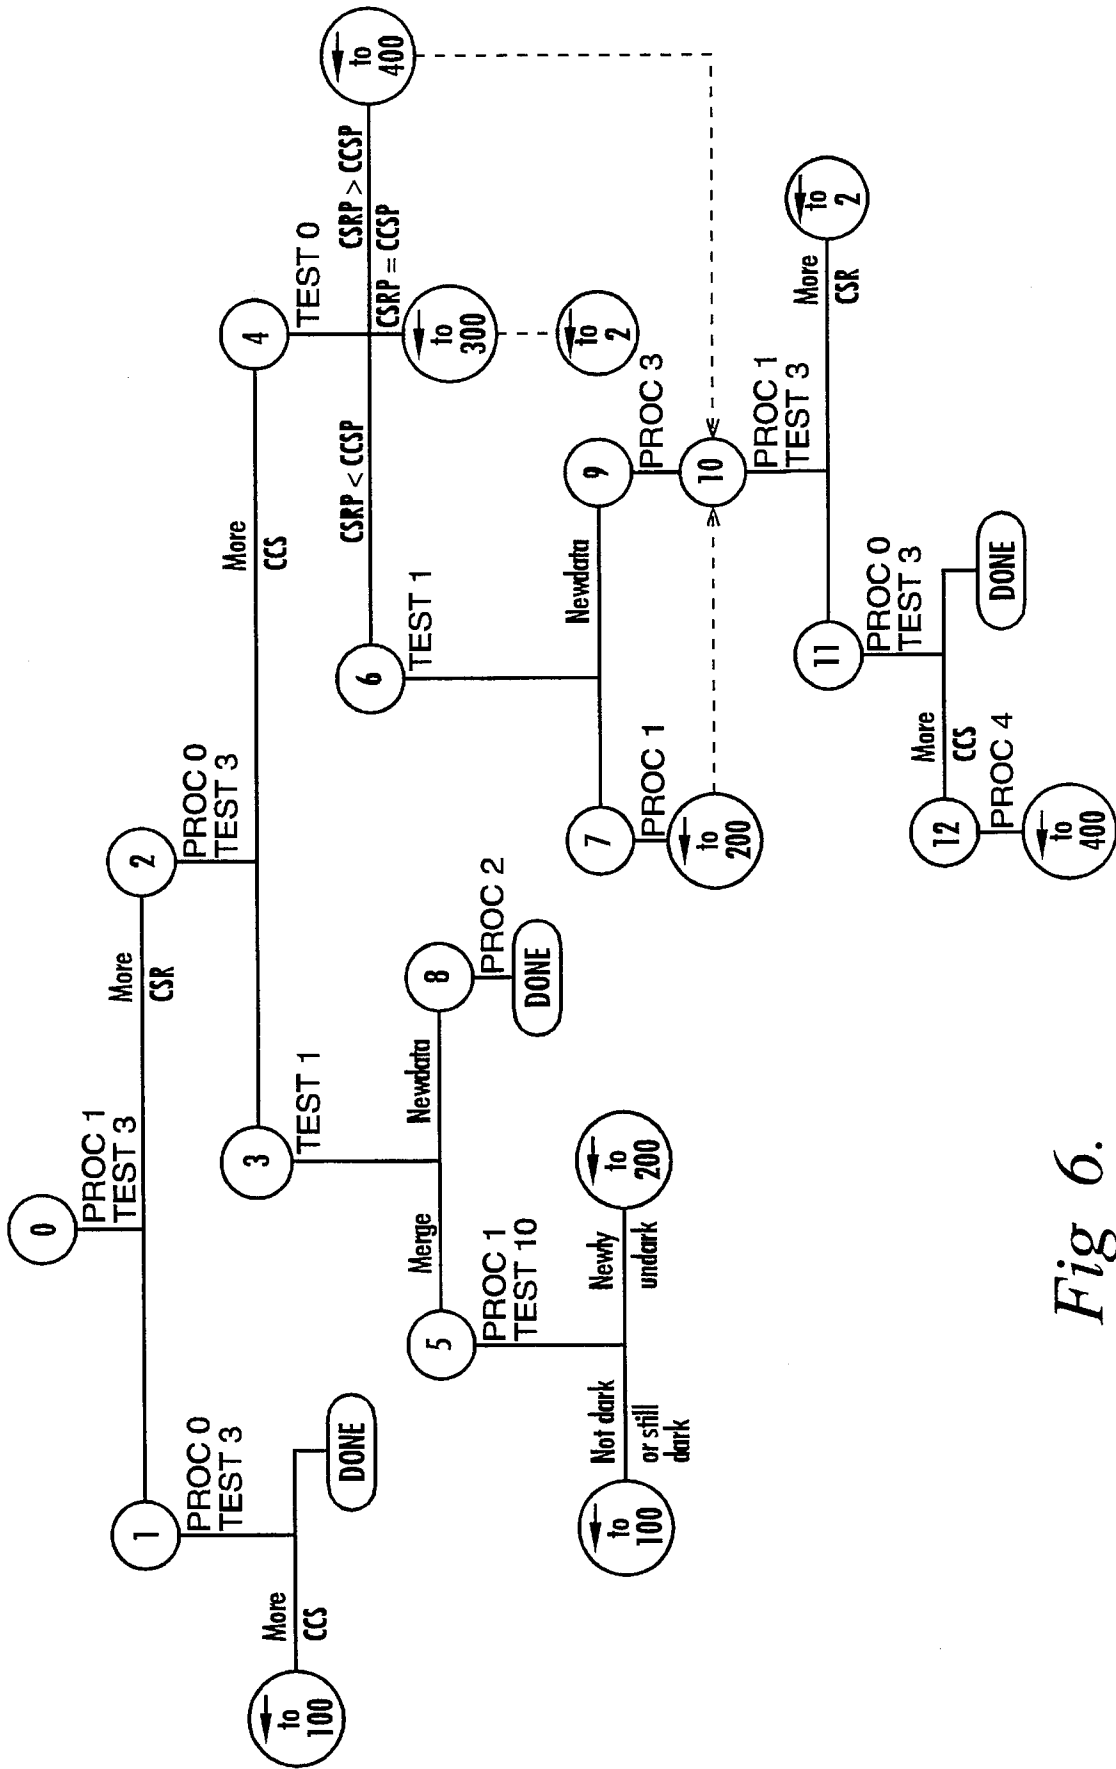 0
PROC 1
TEST 3
More
CSR
1
PROC 0
TEST 3
More
CCS
to
100
DONE
2
PROC 0
TEST 3
More
CCS
3
TEST 1
Merge
Newdata
5
PROC 1
TEST 10
Not dark
or still
dark
to
100
Newly
undark
to
200
8
PROC 2
DONE
4
TEST 0
CSRP < CCSP
CSRP > CCSP
CSRP = CCSP
to
400
to
300
to
2
6
TEST 1
Newdata
7
PROC 1
to
200
9
PROC 3
10
PROC 1
TEST 3
More
CSR
to
2
11
PROC 0
TEST 3
More
CCS
DONE
12
PROC 4
to
400
Fig 6.